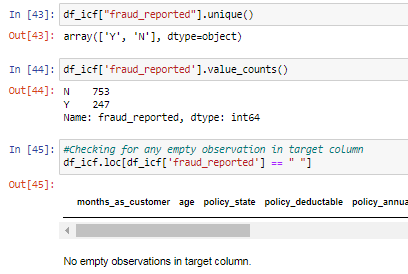 In [43]: df_icf["fraud_reported"].unique()
Out[43]: array(['Y', 'N'], dtype=object)
In [44]: df_icf['fraud_reported'].value_counts()
Out[44]: N    753
Y    247
Name: fraud_reported, dtype: int64
In [45]: #Checking for any empty observation in target column
df_icf.loc[df_icf['fraud_reported'] == " "]
Out[45]:
months_as_customer age policy_state policy_deductable policy_annua
No empty observations in target column.